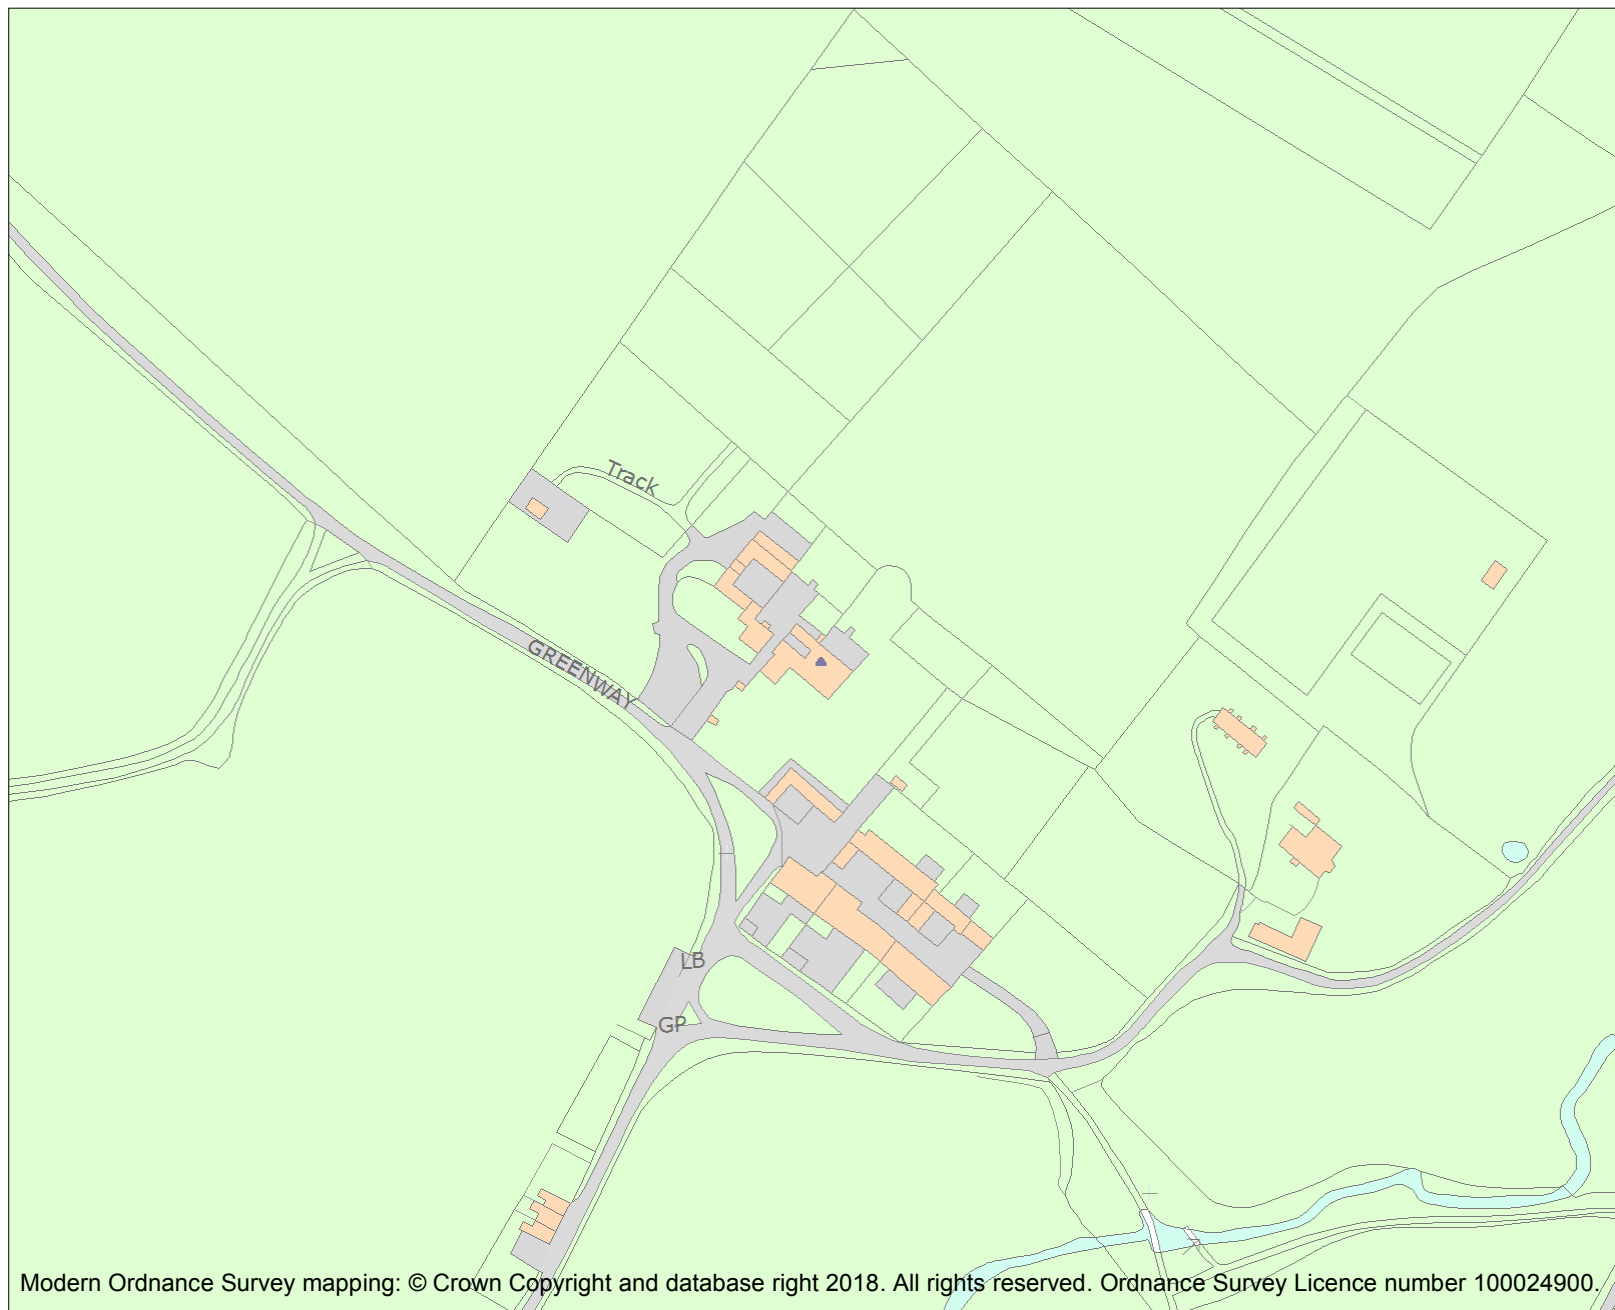 Track
GREENWAY
LB
GP
Modern Ordnance Survey mapping: © Crown Copyright and database right 2018. All rights reserved. Ordnance Survey Licence number 100024900.